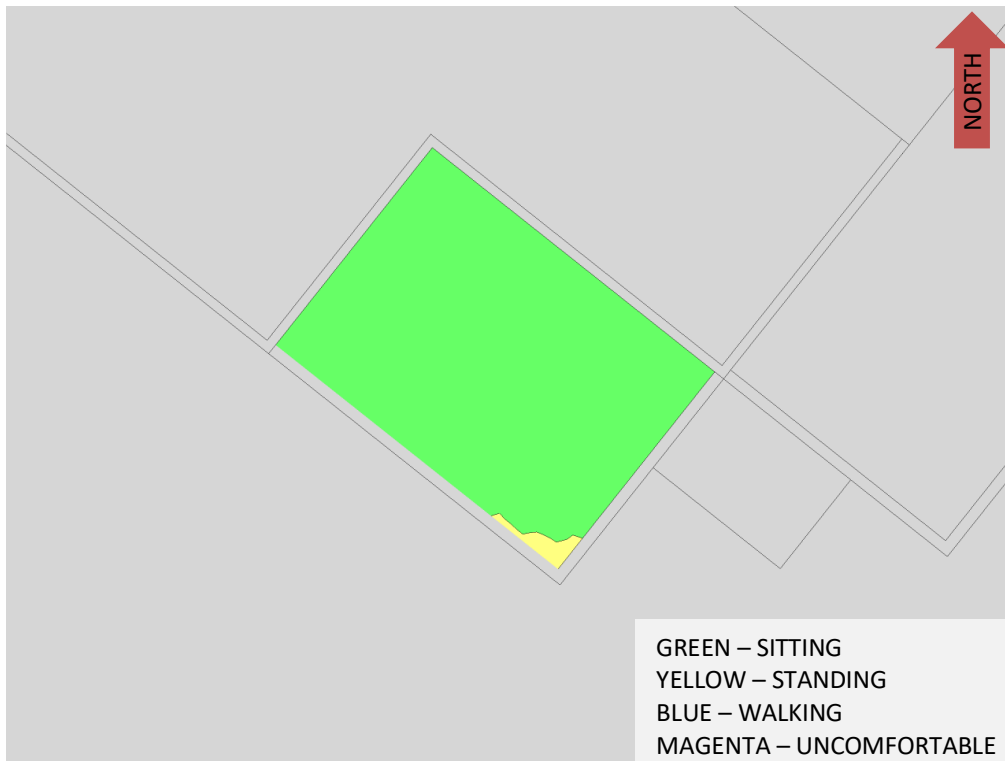 NORTH
GREEN – SITTING
YELLOW – STANDING
BLUE – WALKING
MAGENTA – UNCOMFORTABLE